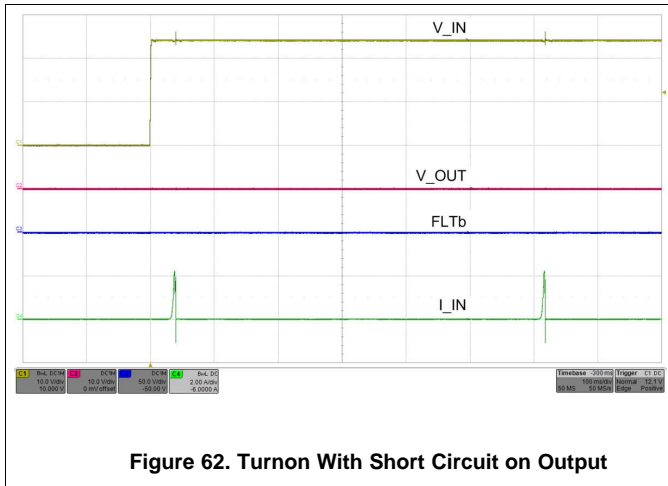 V_IN
C1
V_OUT
C2
FLTb
C3
I_IN
C1 BwL DC1M
10.0 V/div
10.000 V
C2 DC1M
10.0 V/div
0 mV offset
DC1M
50.0 V/div
-50.00 V
C4 BwL DC
2.00 A/div
-6.0000 A
Timebase -300 ms
100 ms/div
50 MS 50 MS/s
Trigger C1 DC
Normal 12.1 V
Edge Positive
Figure 62. Turnon With Short Circuit on Output